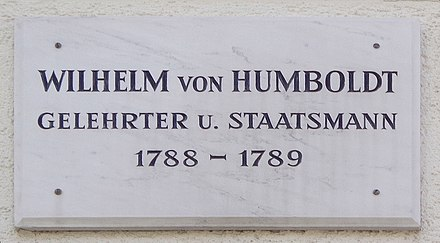 WILHELM VON HUMBOLDT
GELEHRTER U. STAATSMANN
1788 – 1789